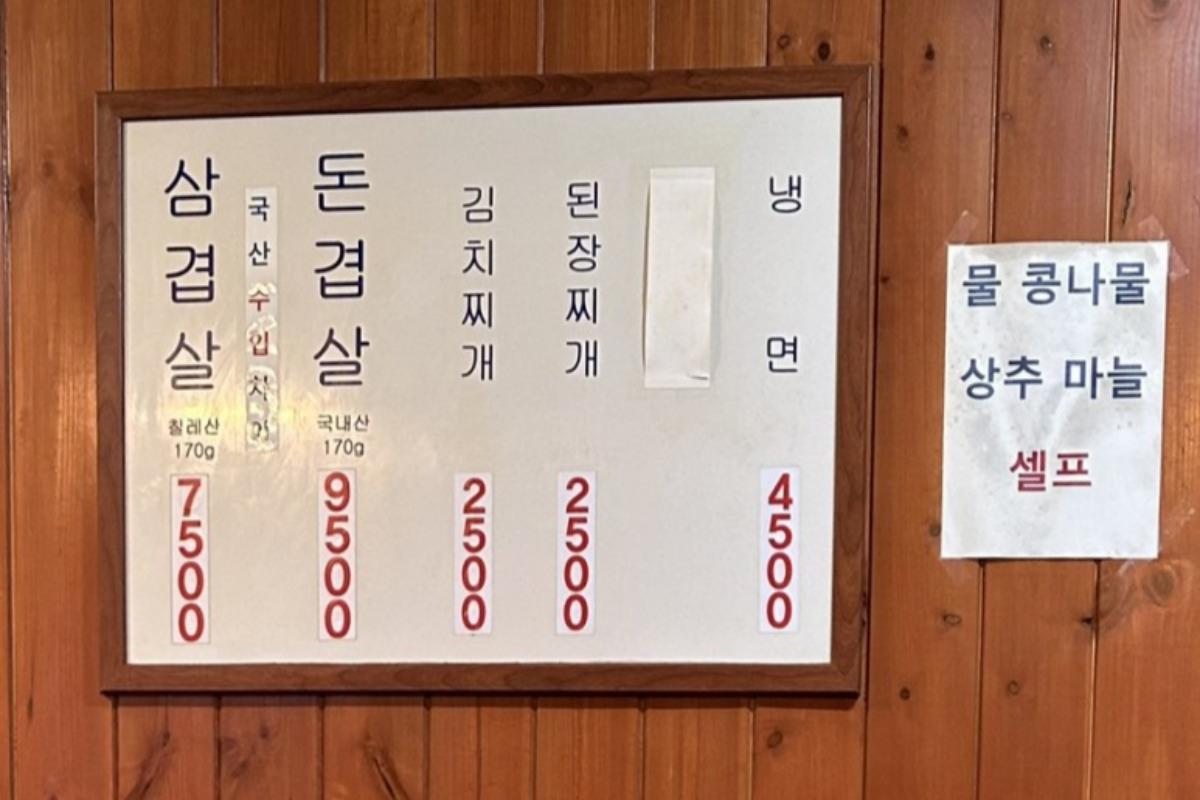 삼겹살
칠레산
170g
7500
국산 수입 차이
돈겹살
국내산
170g
9500
김치찌개
2500
된장찌개
2500
냉면
4500
물 콩나물
상추 마늘
셀프